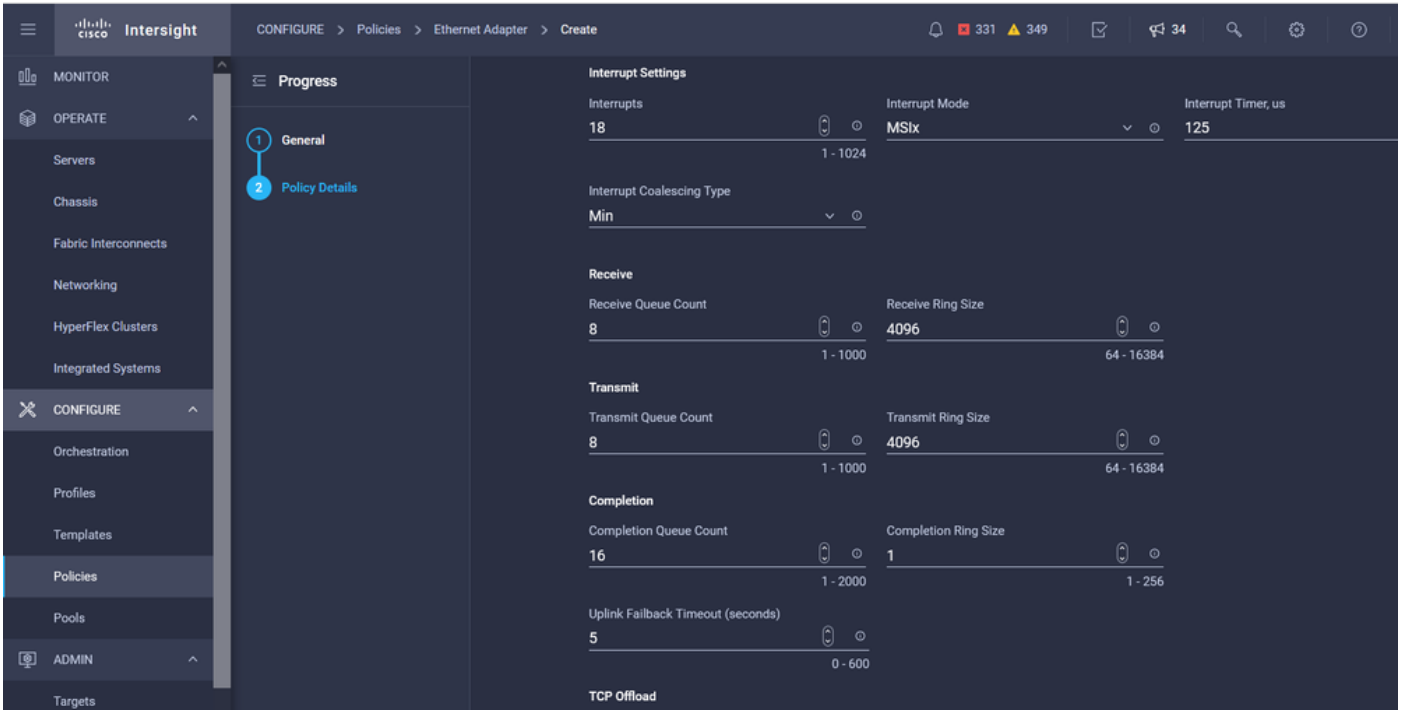 cisco Intersight
CONFIGURE > Policies > Ethernet Adapter > Create
331 349 34
MONITOR
OPERATE
Servers
Chassis
Fabric Interconnects
Networking
HyperFlex Clusters
Integrated Systems
CONFIGURE
Orchestration
Profiles
Templates
Policies
Pools
ADMIN
Targets
Progress
1 General
2 Policy Details
Interrupt Settings
Interrupts Interrupt Mode Interrupt Timer, us
18 MSIx 125
1 - 1024
Interrupt Coalescing Type
Min
Receive
Receive Queue Count Receive Ring Size
8 4096
1 - 1000 64 - 16384
Transmit
Transmit Queue Count Transmit Ring Size
8 4096
1 - 1000 64 - 16384
Completion
Completion Queue Count Completion Ring Size
16 1
1 - 2000 1 - 256
Uplink Failback Timeout (seconds)
5
0 - 600
TCP Offload